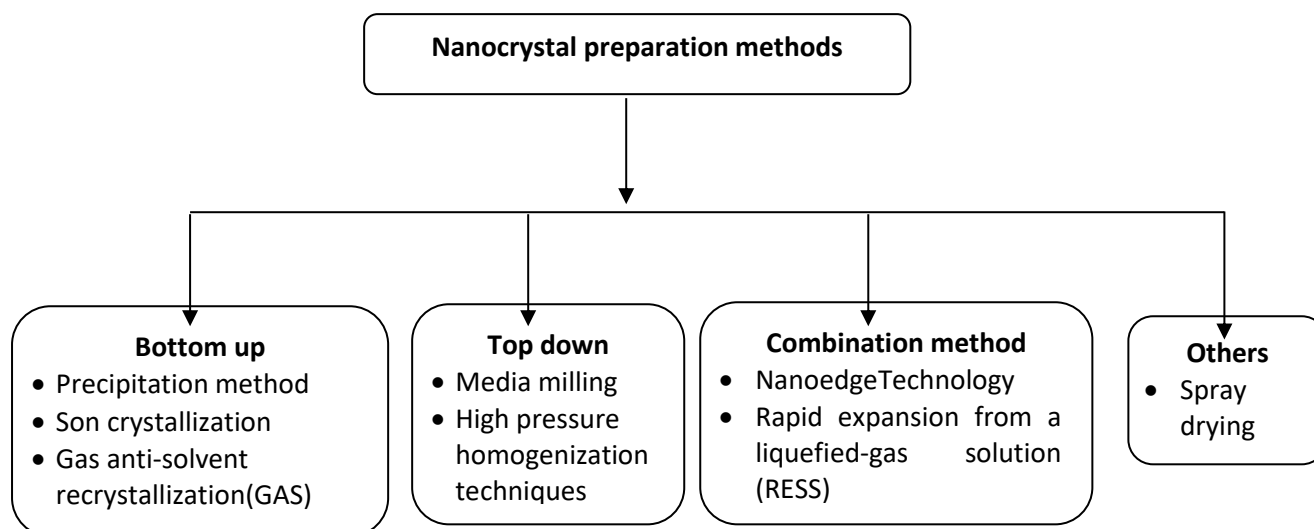 Nanocrystal preparation methods
Bottom up
• Precipitation method
• Son crystallization
• Gas anti-solvent
recrystallization(GAS)
Top down
• Media milling
• High pressure
homogenization
techniques
Combination method
• NanoedgeTechnology
• Rapid expansion from a
liquefied-gas solution
(RESS)
Others
• Spray
drying